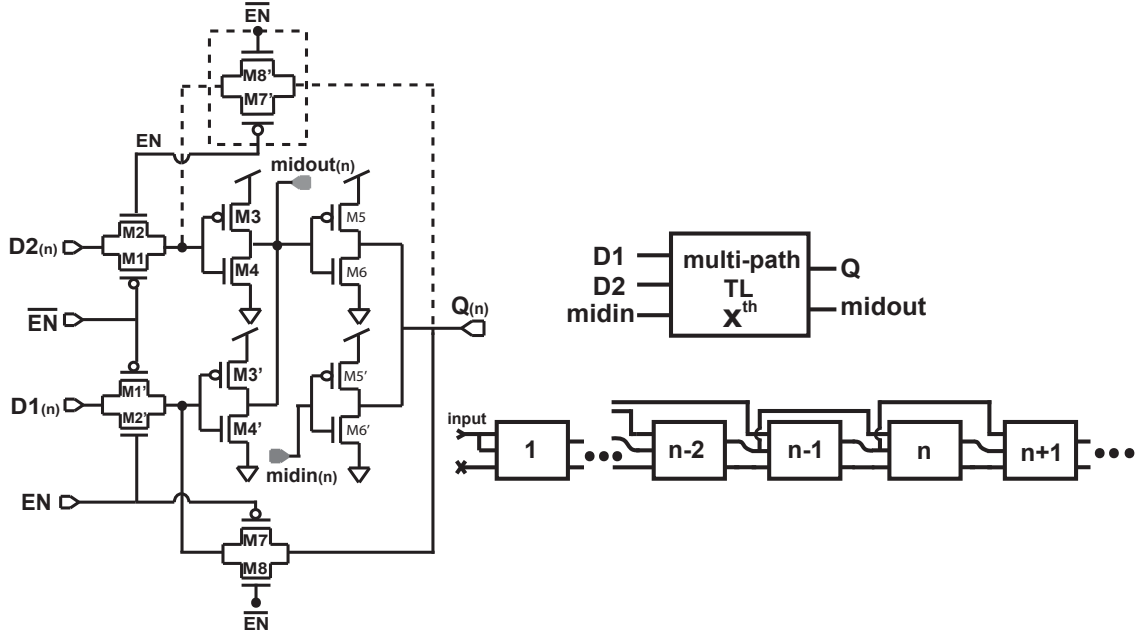 EN
M8'
M7'
EN
midout(n)
M3
M5
D2(n)
M2
M1
M4
M6
EN
Q(n)
M3'
M5'
D1(n)
M1'
M2'
M4'
M6'
midin(n)
EN
M7
M8
EN
D1
D2
midin
multi-path
TL
xth
Q
midout
input
1
n-2
n-1
n
n+1